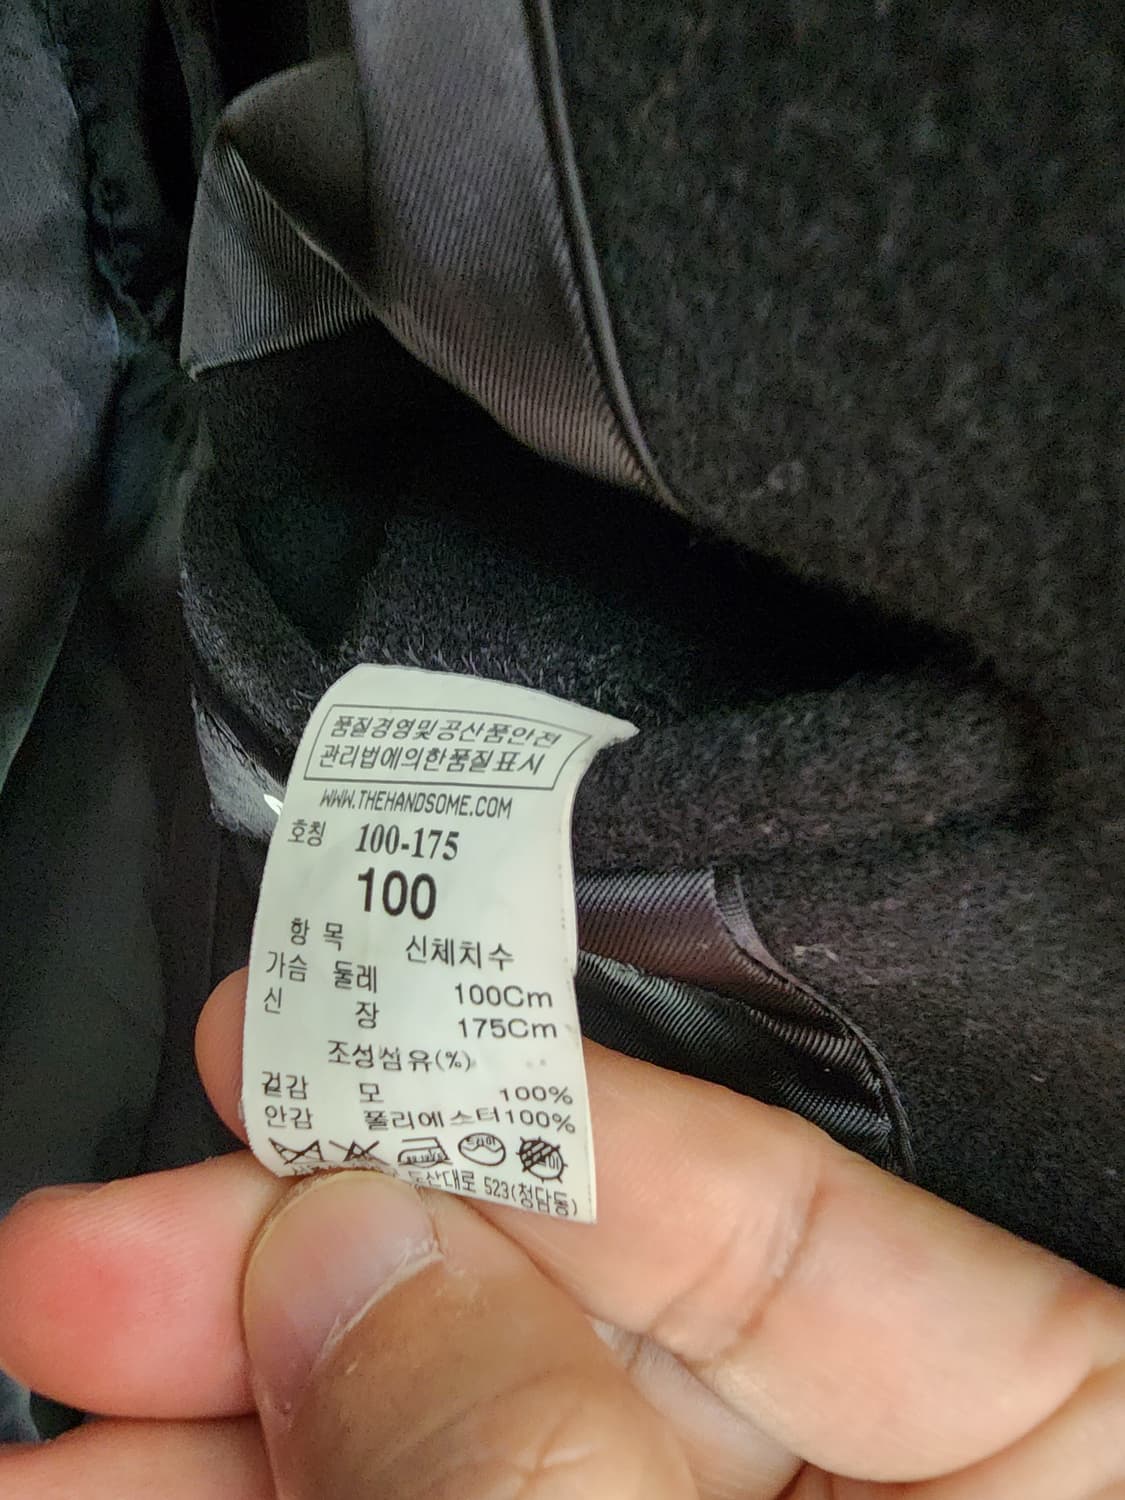 품질경영및공산품안전
관리법에의한품질표시
WWW.THEHANDSOME.COM
호칭 100-175
100
항 목 신체치수
가슴 둘레 100Cm
신 장 175Cm
조성섬유(%)
겉감 모 100%
안감 폴리에스터100%
523(청담동)